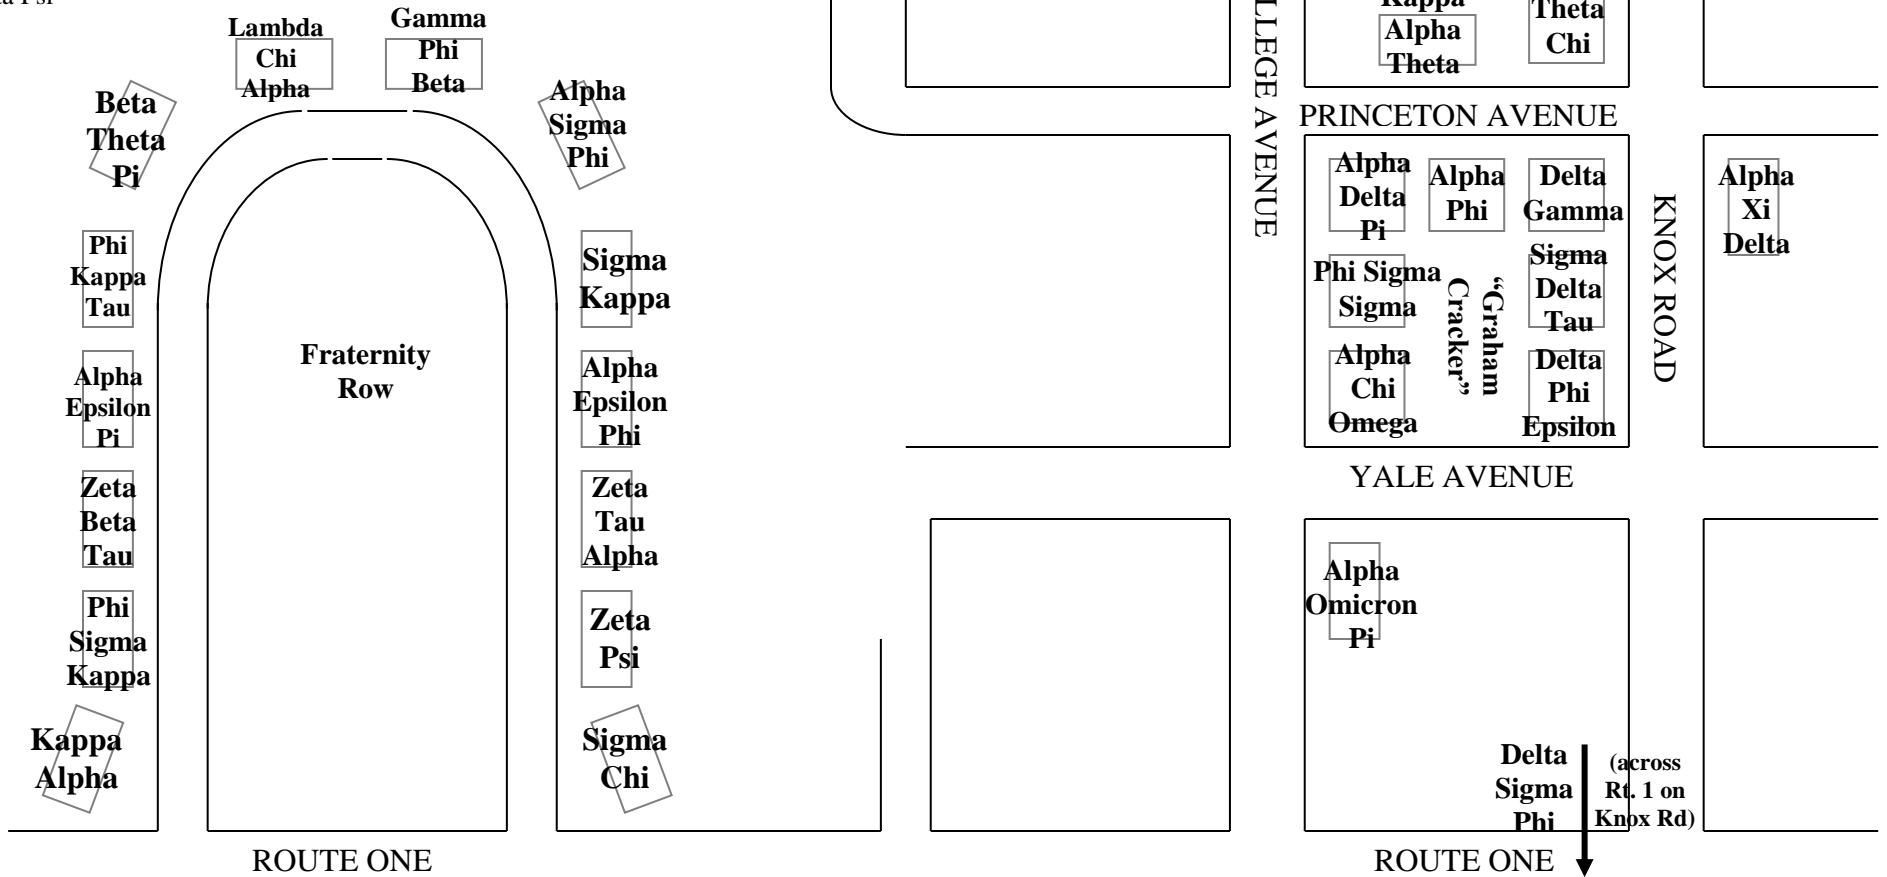 Lambda
Chi
Alpha
Gamma
Phi
Beta
Beta
Theta
Pi
Alpha
Sigma
Phi
Phi
Kappa
Tau
Sigma
Kappa
Alpha
Epsilon
Pi
Fraternity
Row
Alpha
Epsilon
Phi
Zeta
Beta
Tau
Zeta
Tau
Alpha
Phi
Sigma
Kappa
Zeta
Psi
Kappa
Alpha
Sigma
Chi
ROUTE ONE
LLEGE AVENUE
Kappa
Alpha
Theta
Theta
Chi
PRINCETON AVENUE
Alpha
Delta
Pi
Alpha
Phi
Delta
Gamma
Phi Sigma
Sigma
“Graham
Cracker”
Sigma
Delta
Tau
Alpha
Chi
Omega
Delta
Phi
Epsilon
KNOX ROAD
Alpha
Xi
Delta
YALE AVENUE
Alpha
Omicron
Pi
Delta
Sigma
Phi
(across
Rt. 1 on
Knox Rd)
ROUTE ONE